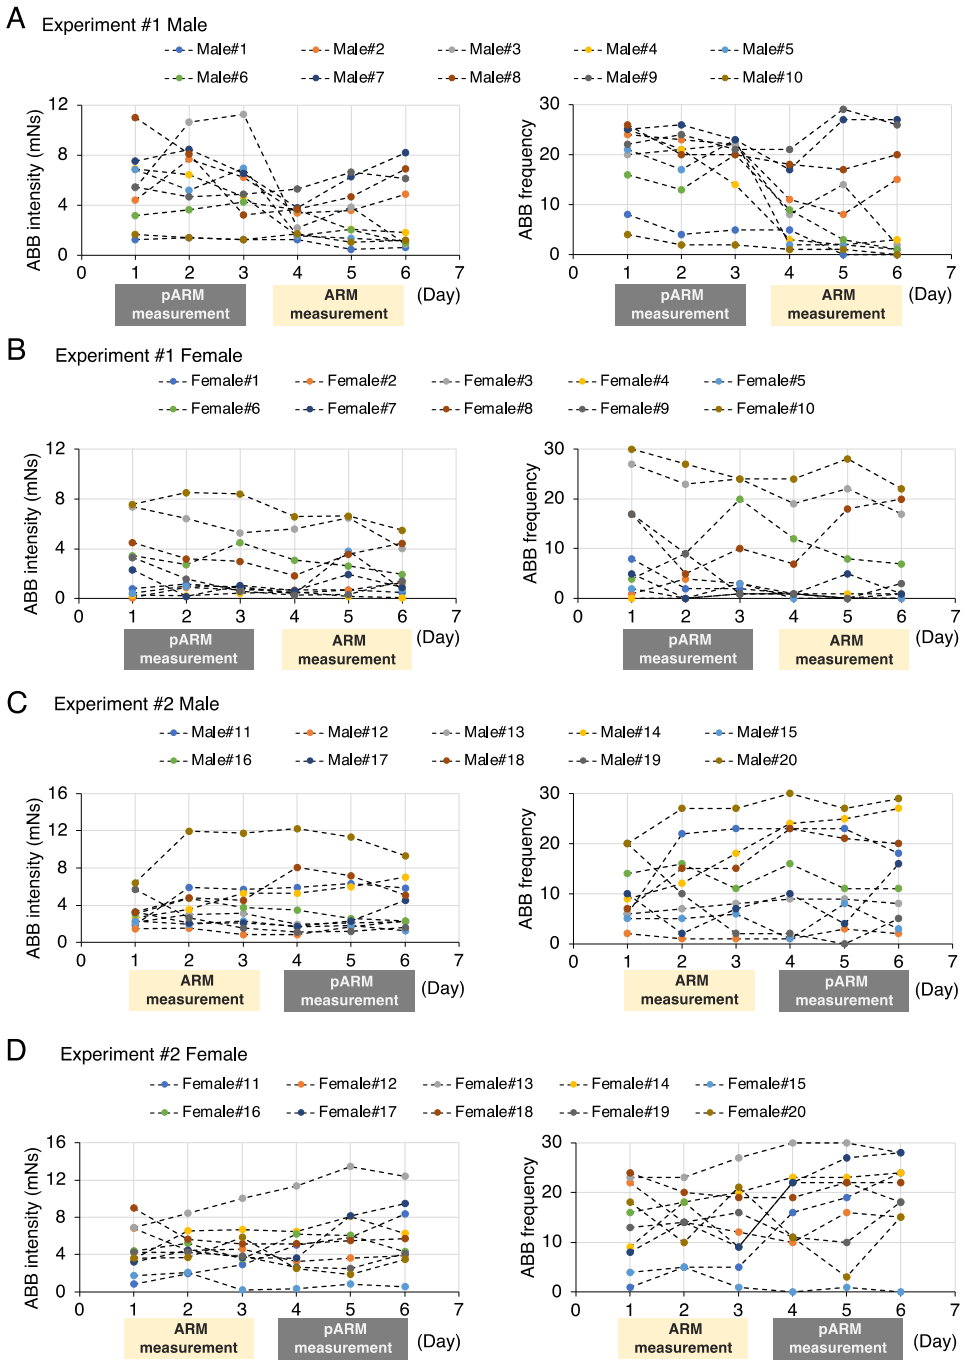 A Experiment #1 Male
Male#1 Male#2 Male#3 Male#4 Male#5
Male#6 Male#7 Male#8 Male#9 Male#10
ABB intensity (mNs)
12
8
4
0
0 1 2 3 4 5 6 7
(Day)
pARM measurement
ARM measurement
ABB frequency
30
20
10
0
0 1 2 3 4 5 6 7
(Day)
pARM measurement
ARM measurement
B Experiment #1 Female
Female#1 Female#2 Female#3 Female#4 Female#5
Female#6 Female#7 Female#8 Female#9 Female#10
ABB intensity (mNs)
12
8
4
0
0 1 2 3 4 5 6 7
(Day)
pARM measurement
ARM measurement
ABB frequency
30
20
10
0
0 1 2 3 4 5 6 7
(Day)
pARM measurement
ARM measurement
C Experiment #2 Male
Male#11 Male#12 Male#13 Male#14 Male#15
Male#16 Male#17 Male#18 Male#19 Male#20
ABB intensity (mNs)
16
12
8
4
0
0 1 2 3 4 5 6 7
(Day)
ARM measurement
pARM measurement
ABB frequency
30
20
10
0
0 1 2 3 4 5 6 7
(Day)
ARM measurement
pARM measurement
D Experiment #2 Female
Female#11 Female#12 Female#13 Female#14 Female#15
Female#16 Female#17 Female#18 Female#19 Female#20
ABB intensity (mNs)
16
12
8
4
0
0 1 2 3 4 5 6 7
(Day)
ARM measurement
pARM measurement
ABB frequency
30
20
10
0
0 1 2 3 4 5 6 7
(Day)
ARM measurement
pARM measurement